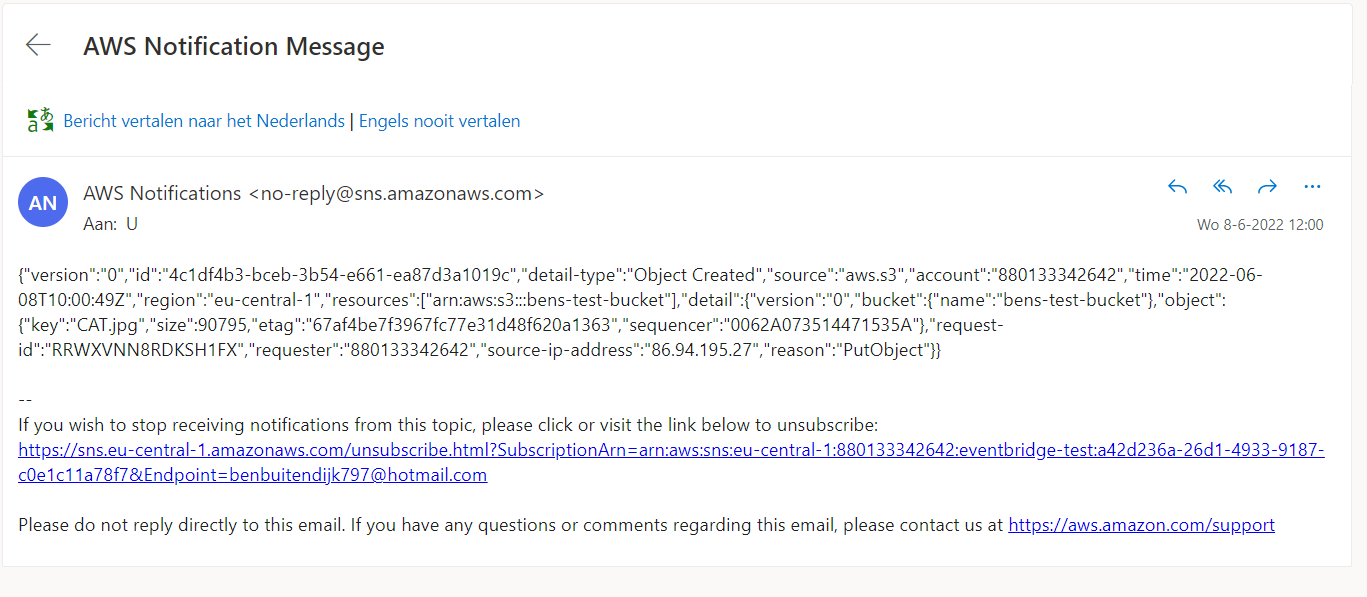 AWS Notification Message
Bericht vertalen naar het Nederlands | Engels nooit vertalen
AN
AWS Notifications <no-reply@sns.amazonaws.com>
Aan: U
Wo 8-6-2022 12:00
{"version":"0","id":"4c1df4b3-bceb-3b54-e661-ea87d3a1019c","detail-type":"Object Created","source":"aws.s3","account":"880133342642","time":"2022-06-
08T10:00:49Z","region":"eu-central-1","resources":["arn:aws:s3:::bens-test-bucket"],"detail":{"version":"0","bucket":{"name":"bens-test-bucket"},"object":
{"key":"CAT.jpg","size":90795,"etag":"67af4be7f3967fc77e31d48f620a1363","sequencer":"0062A073514471535A"},"request-
id":"RRWXVNN8RDKSH1FX","requester":"880133342642","source-ip-address":"86.94.195.27","reason":"PutObject"}}
--
If you wish to stop receiving notifications from this topic, please click or visit the link below to unsubscribe:
https://sns.eu-central-1.amazonaws.com/unsubscribe.html?SubscriptionArn=arn:aws:sns:eu-central-1:880133342642:eventbridge-test:a42d236a-26d1-4933-9187-
c0e1c11a78f7&Endpoint=benbuitendijk797@hotmail.com
Please do not reply directly to this email. If you have any questions or comments regarding this email, please contact us at https://aws.amazon.com/support